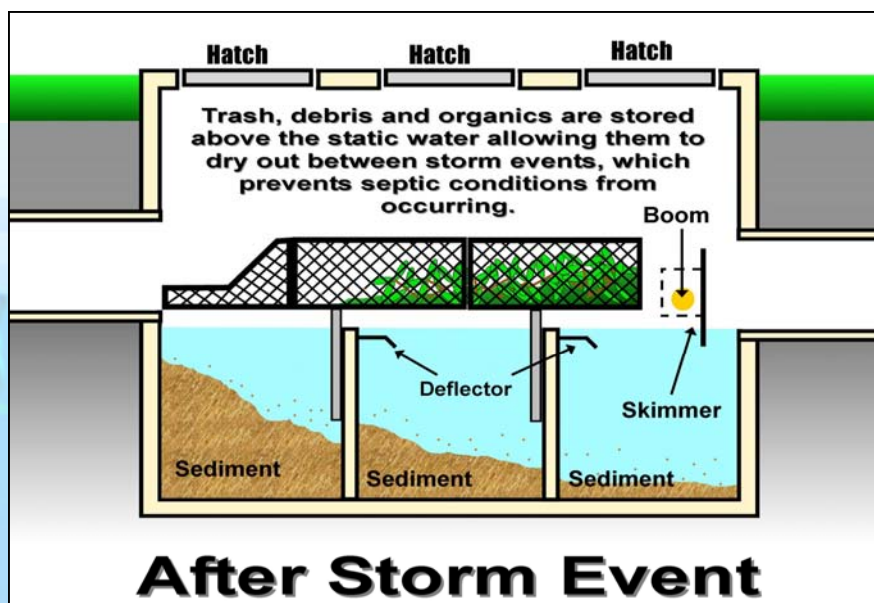 Hatch Hatch Hatch
Trash, debris and organics are stored
above the static water allowing them to
dry out between storm events, which
prevents septic conditions from
occurring.
Boom
Deflector
Skimmer
Sediment Sediment Sediment
After Storm Event